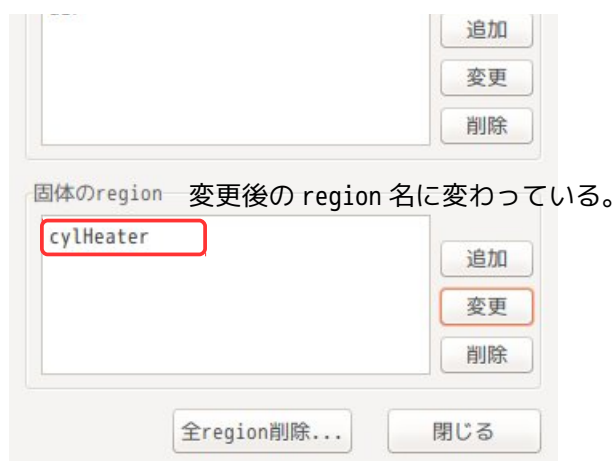 追加
変更
削除
固体のregion 変更後の region 名に変わっている。
cylHeater
追加
変更
削除
全region削除... 閉じる